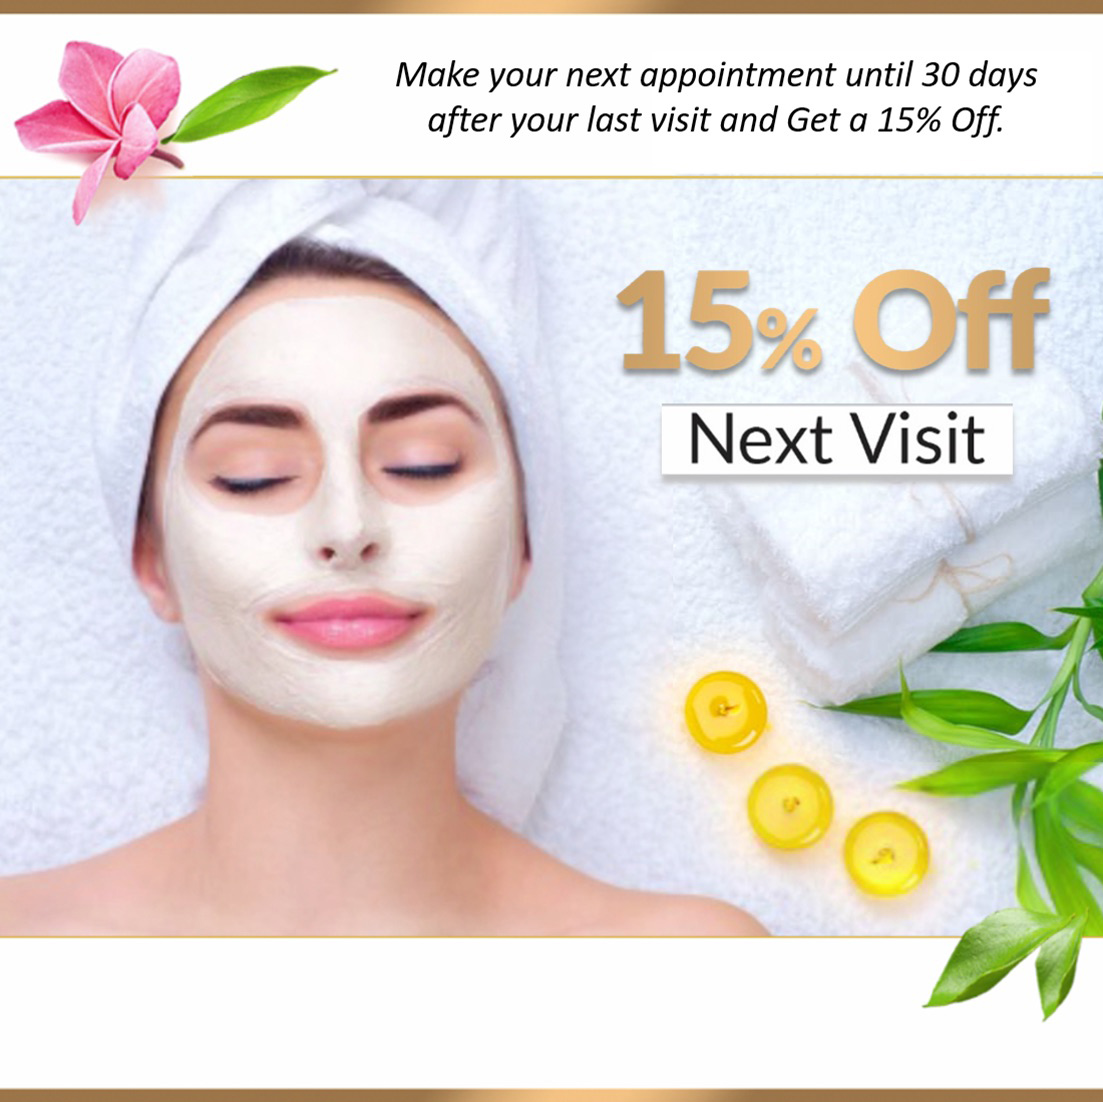 Make your next appointment until 30 days
after your last visit and Get a 15% Off.
15% Off
Next Visit